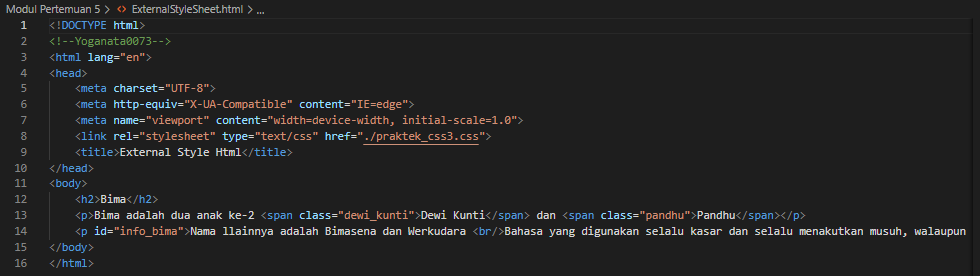 Modul Pertemuan 5 > <> ExternalStyleSheet.html > ...
1 <!DOCTYPE html>
2 <!--Yoganata0073-->
3 <html lang="en">
4 <head>
5 <meta charset="UTF-8">
6 <meta http-equiv="X-UA-Compatible" content="IE=edge">
7 <meta name="viewport" content="width=device-width, initial-scale=1.0">
8 <link rel="stylesheet" type="text/css" href="./praktek_css3.css">
9 <title>External Style Html</title>
10 </head>
11 <body>
12 <h2>Bima</h2>
13 <p>Bima adalah dua anak ke-2 <span class="dewi_kunti">Dewi Kunti</span> dan <span class="pandhu">Pandhu</span></p>
14 <p id="info_bima">Nama llainnya adalah Bimasena dan Werkudara <br/>Bahasa yang digunakan selalu kasar dan selalu menakutkan musuh, walaupun
15 </body>
16 </html>